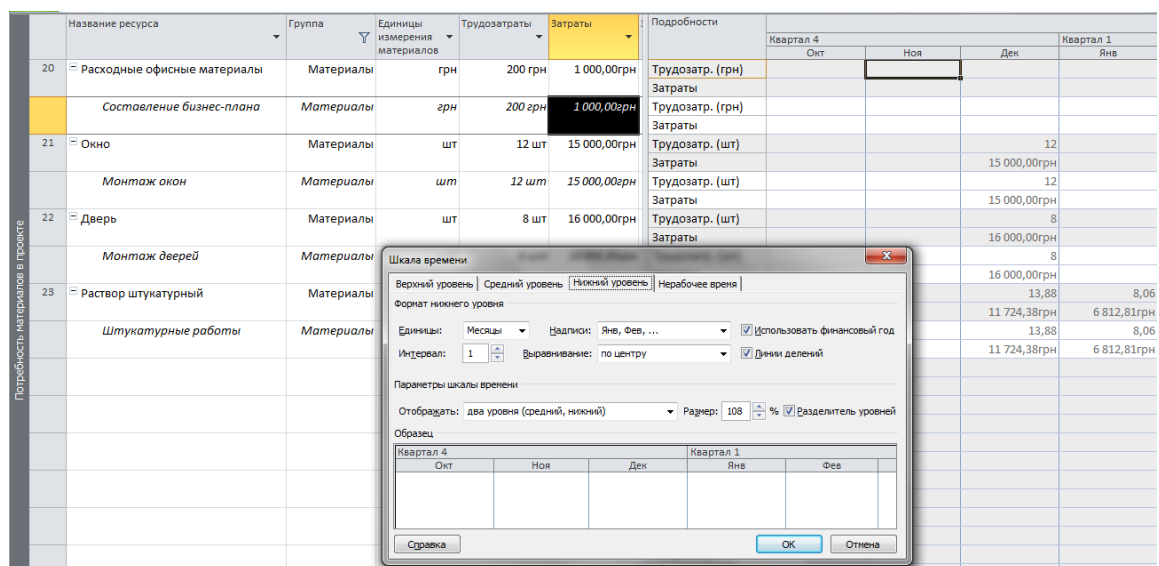 Название ресурса Группа Единицы измерения материалов Трудозатраты Затраты Подробности
Квартал 4 Квартал 1
Окт Ноя Дек Янв
20 Расходные офисные материалы Материалы грн 200 грн 1 000,00грн Трудозатр. (грн)
Затраты
Составление бизнес-плана Материалы грн 200 грн 1 000,00грн Трудозатр. (грн)
Затраты
21 Окно Материалы шт 12 шт 15 000,00грн Трудозатр. (шт) 12
Затраты 15 000,00грн
Монтаж окон Материалы шт 12 шт 15 000,00грн Трудозатр. (шт) 12
Затраты 15 000,00грн
22 Дверь Материалы шт 8 шт 16 000,00грн Трудозатр. (шт) 8
Затраты 16 000,00грн
Монтаж дверей Материалы 8
16 000,00грн
23 Раствор штукатурный Материалы 13,88 8,06
11 724,38грн 6 812,81грн
Штукатурные работы Материалы 13,88 8,06
11 724,38грн 6 812,81грн
Потребность материалов в проекте
Шкала времени
Верхний уровень Средний уровень Нижний уровень Нерабочее время
Формат нижнего уровня
Единицы: Месяцы Надписи: Янв, Фев, ... Использовать финансовый год
Интервал: 1 Выравнивание: по центру Линии делений
Параметры шкалы времени
Отображать: два уровня (средний, нижний) Размер: 108 % Разделитель уровней
Образец
Квартал 4 Квартал 1
Окт Ноя Дек Янв Фев
Справка OK Отмена